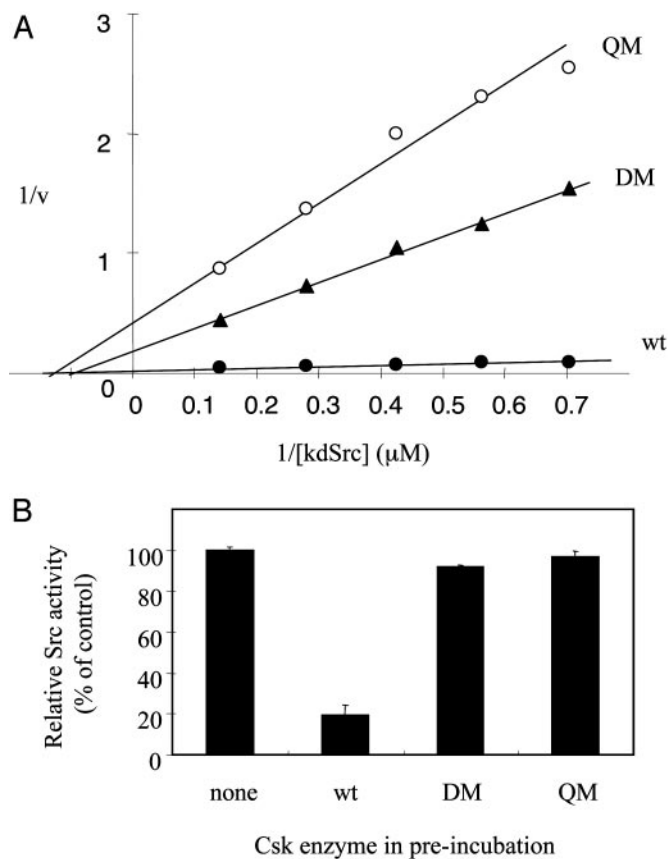 A
3
QM
2
1/v
DM
1
wt
0
0 0.1 0.2 0.3 0.4 0.5 0.6 0.7
1/[kdSrc] (μM)
B
Relative Src activity
(% of control)
100
80
60
40
20
0
none wt DM QM
Csk enzyme in pre-incubation